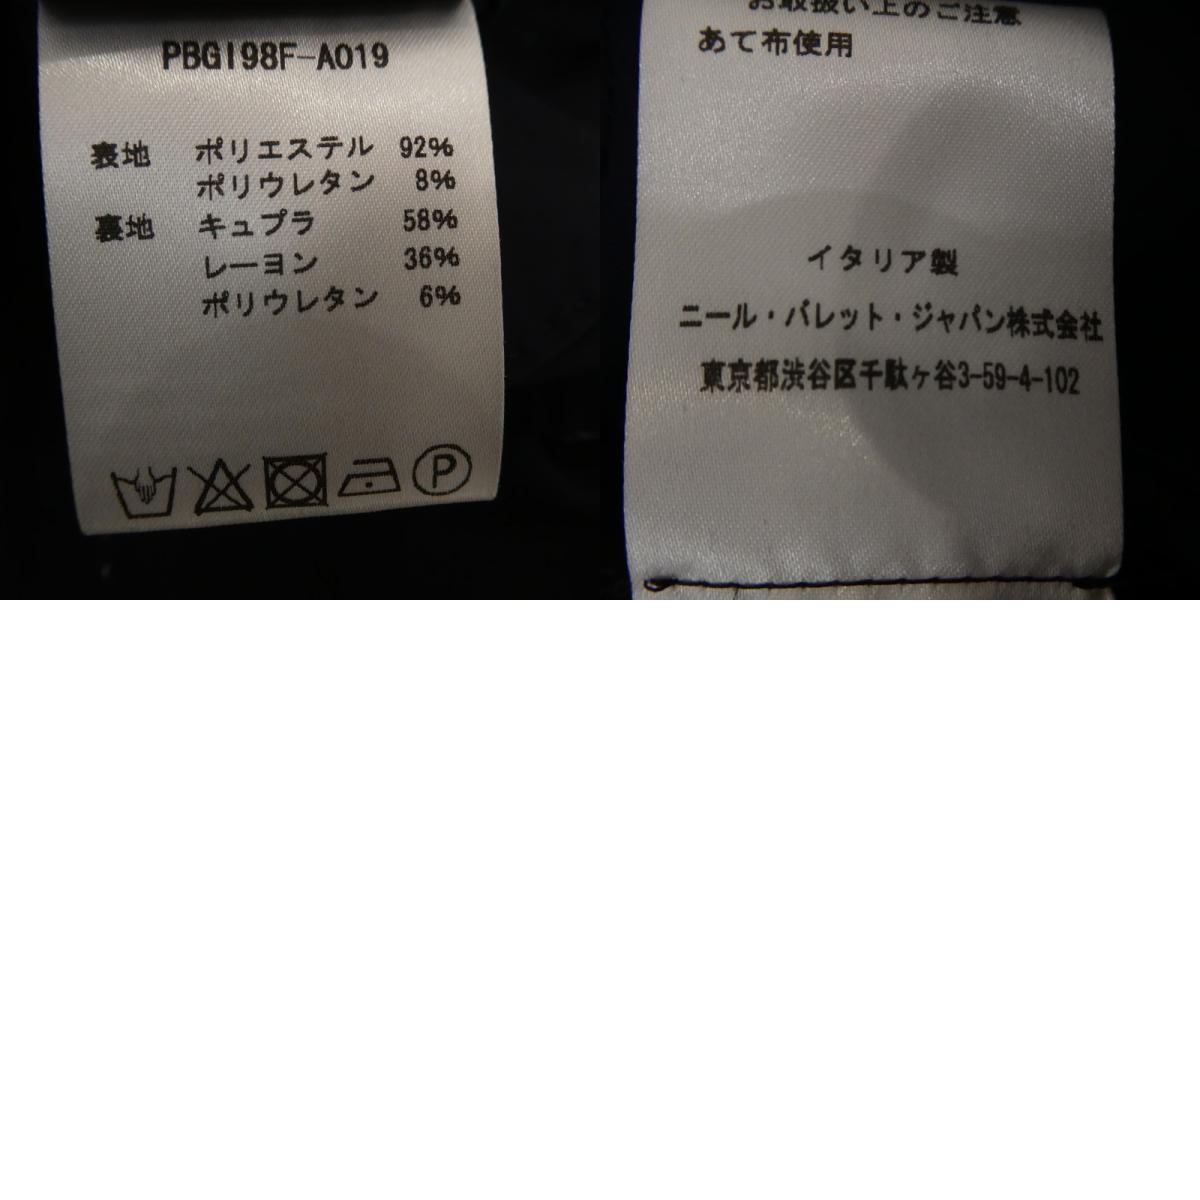 PBGI98F-A019
表地 ポリエステル 92%
ポリウレタン 8%
裏地 キュプラ 58%
レーヨン 36%
ポリウレタン 6%
P
お取扱い上のご注意
あて布使用
イタリア製
ニール・バレット・ジャパン株式会社
東京都渋谷区千駄ヶ谷3-59-4-102